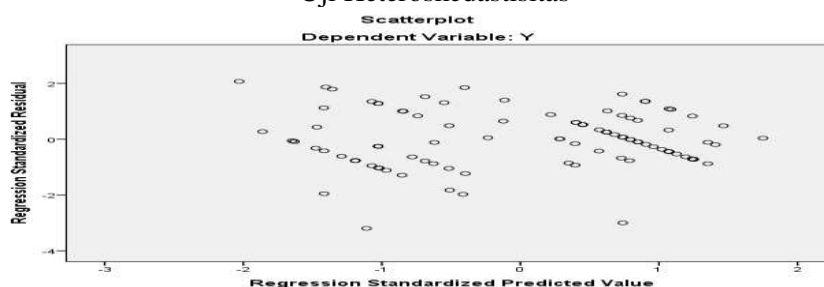 Uji Heteroskedastisitas
Scatterplot
Dependent Variable: Y
Regression Standardized Residual
2
0
-2
-4
-3
-2
-1
0
1
2
Regression Standardized Predicted Value